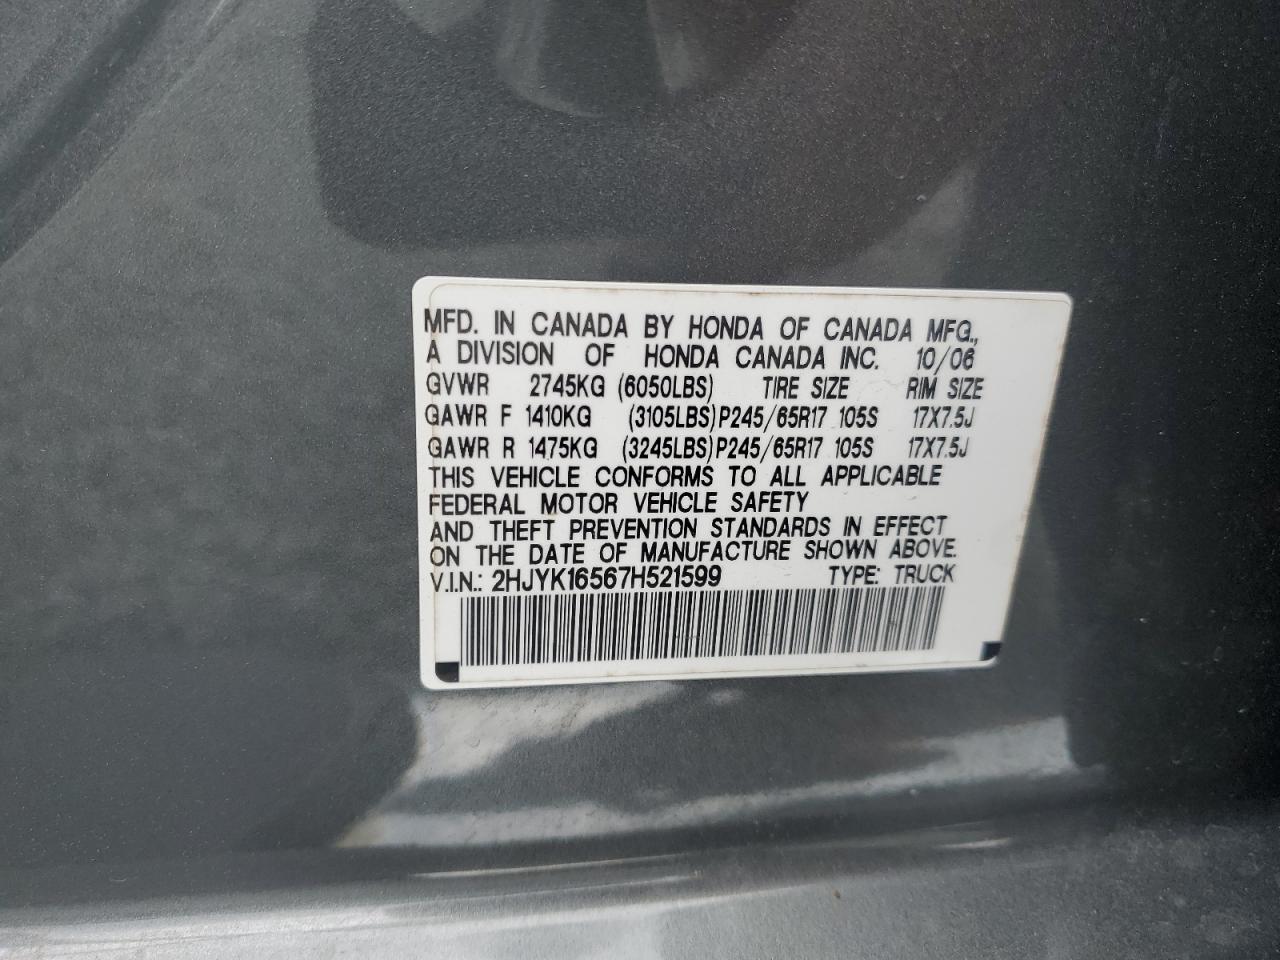 MFD. IN CANADA BY HONDA OF CANADA MFG.,
A DIVISION OF HONDA CANADA INC. 10/06
GVWR 2745KG (6050LBS) TIRE SIZE RIM SIZE
GAWR F 1410KG (3105LBS) P245/65R17 105S 17X7.5J
GAWR R 1475KG (3245LBS) P245/65R17 105S 17X7.5J
THIS VEHICLE CONFORMS TO ALL APPLICABLE
FEDERAL MOTOR VEHICLE SAFETY
AND THEFT PREVENTION STANDARDS IN EFFECT
ON THE DATE OF MANUFACTURE SHOWN ABOVE.
V.I.N.: 2HJYK16567H521599 TYPE: TRUCK